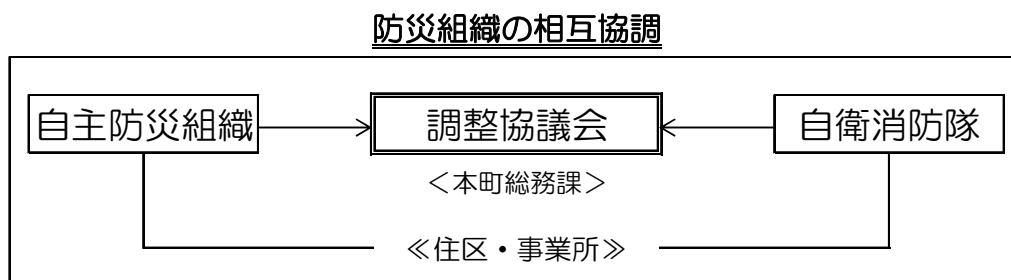 防災組織の相互協調
自主防災組織
調整協議会
自衛消防隊
＜本町総務課＞
≪住区・事業所≫